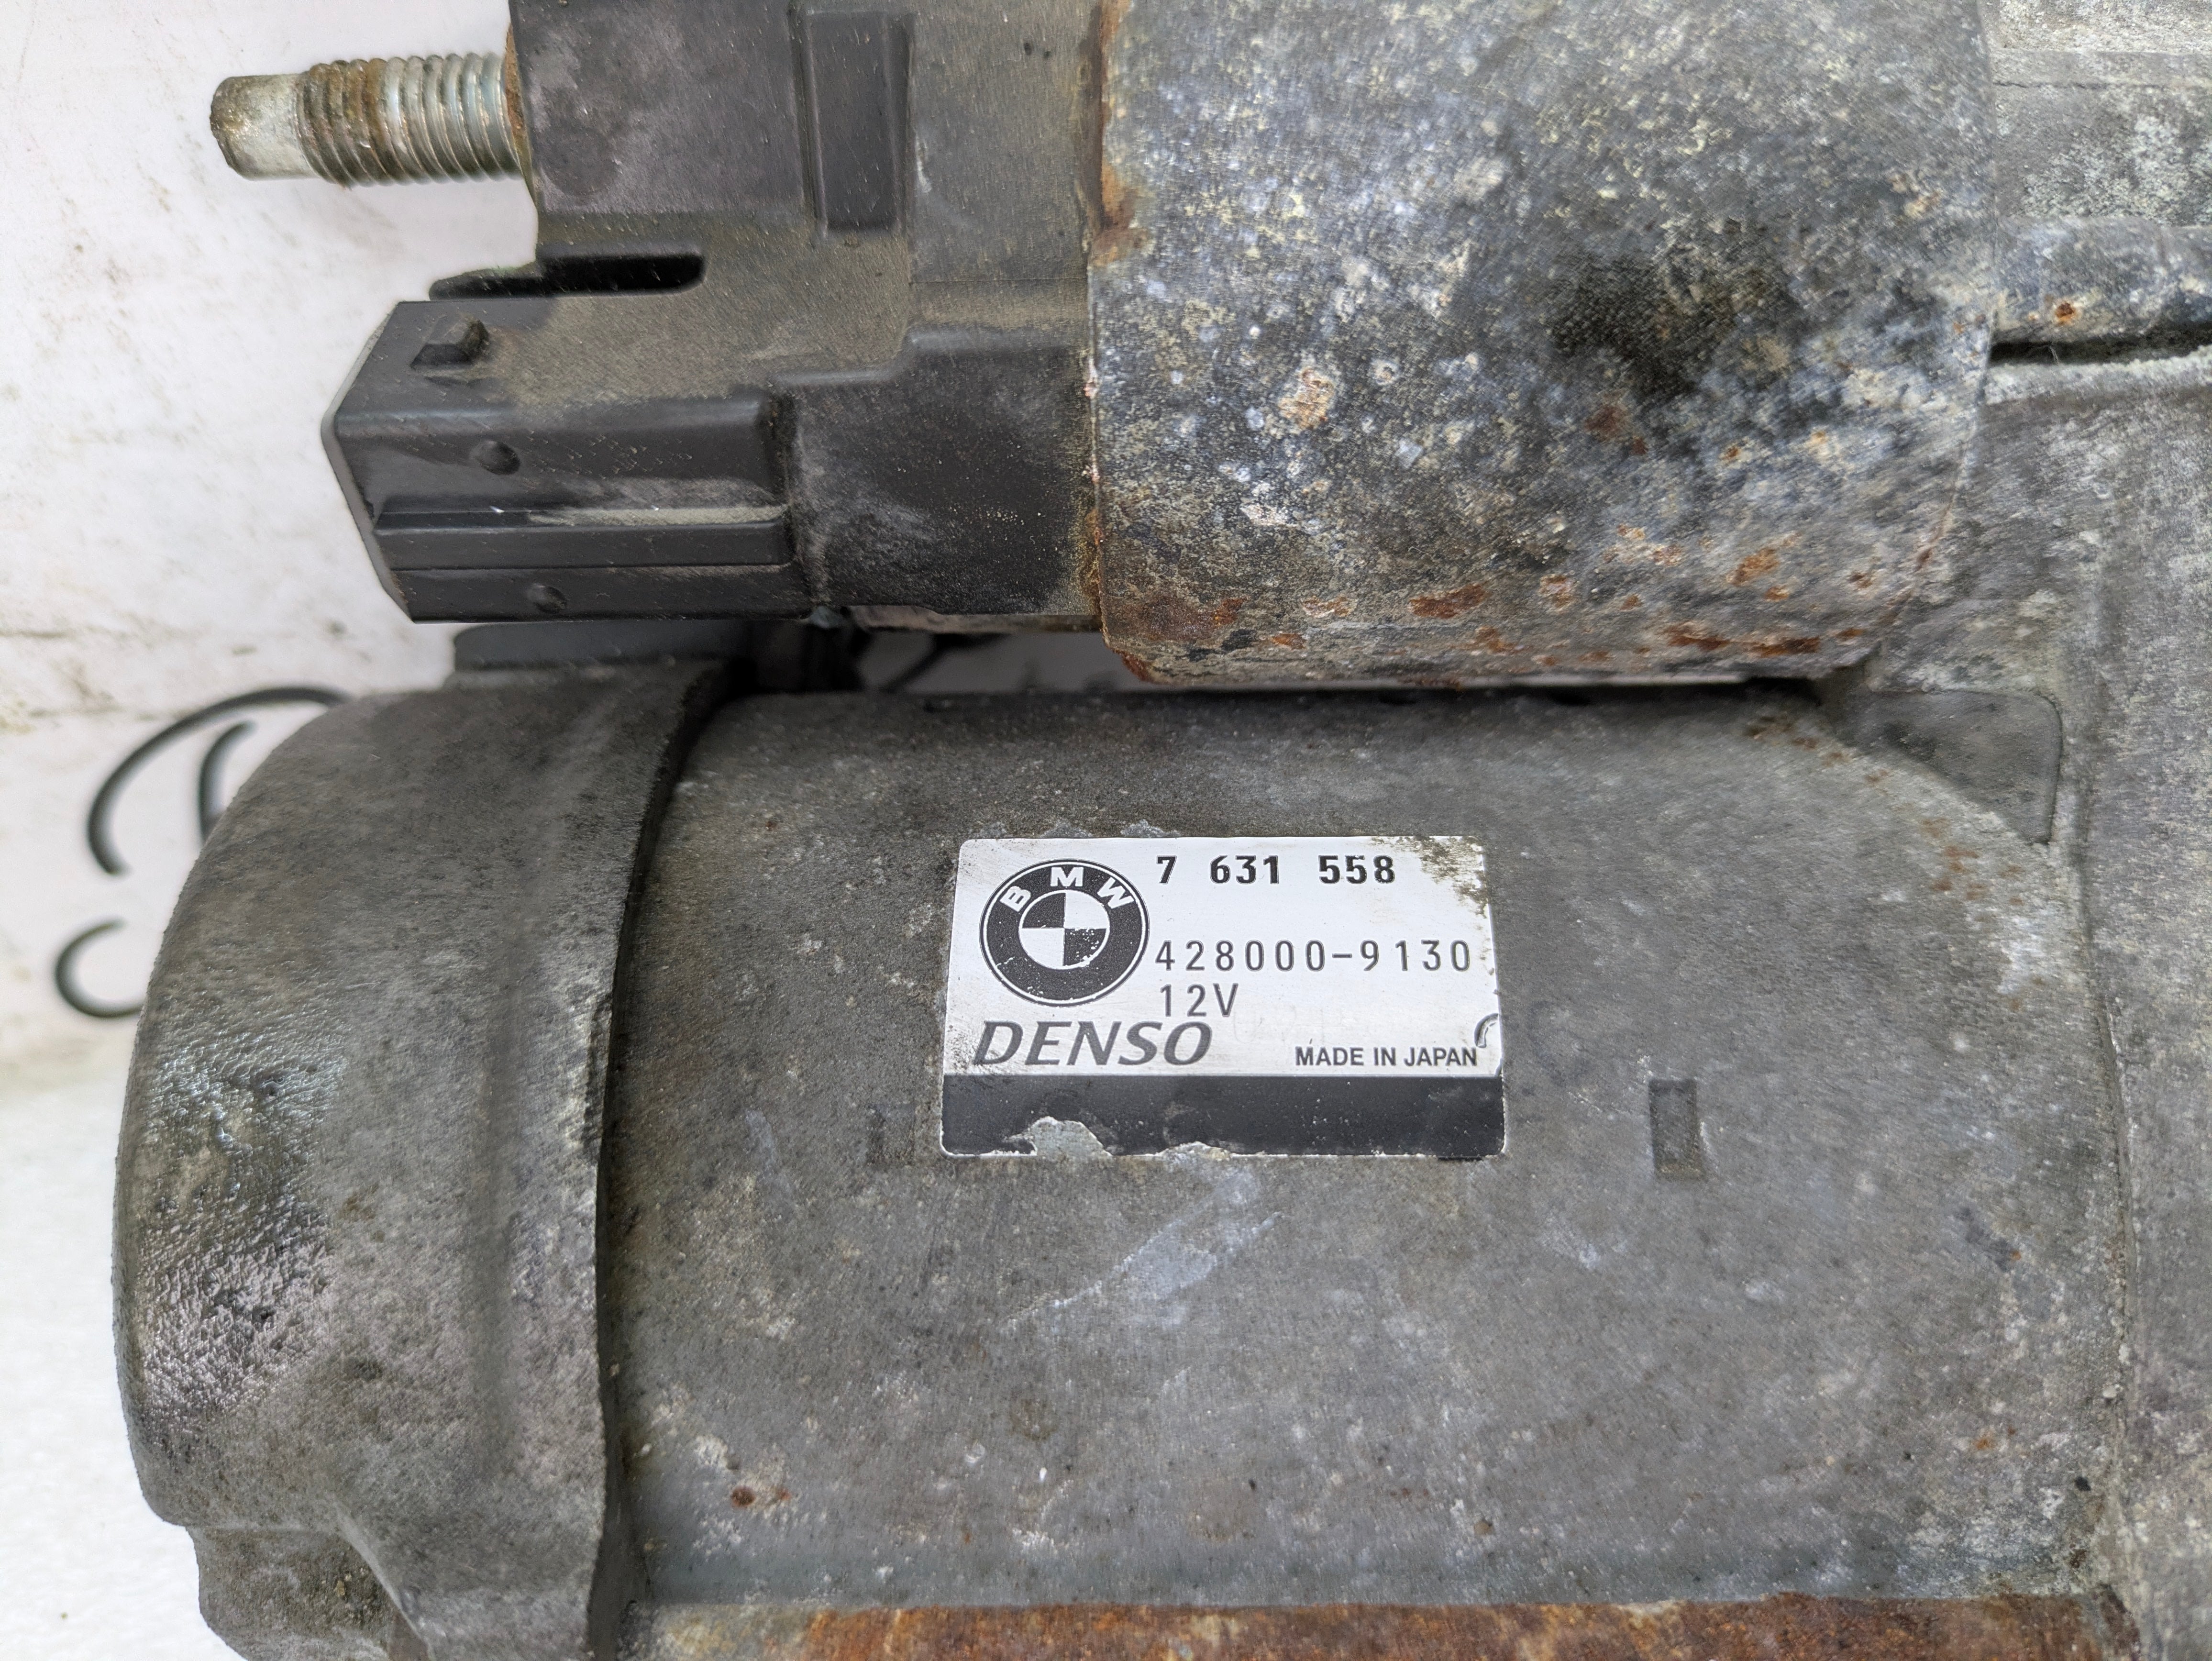 7 631 558
BMW
428000-9130
12V
DENSO
MADE IN JAPAN